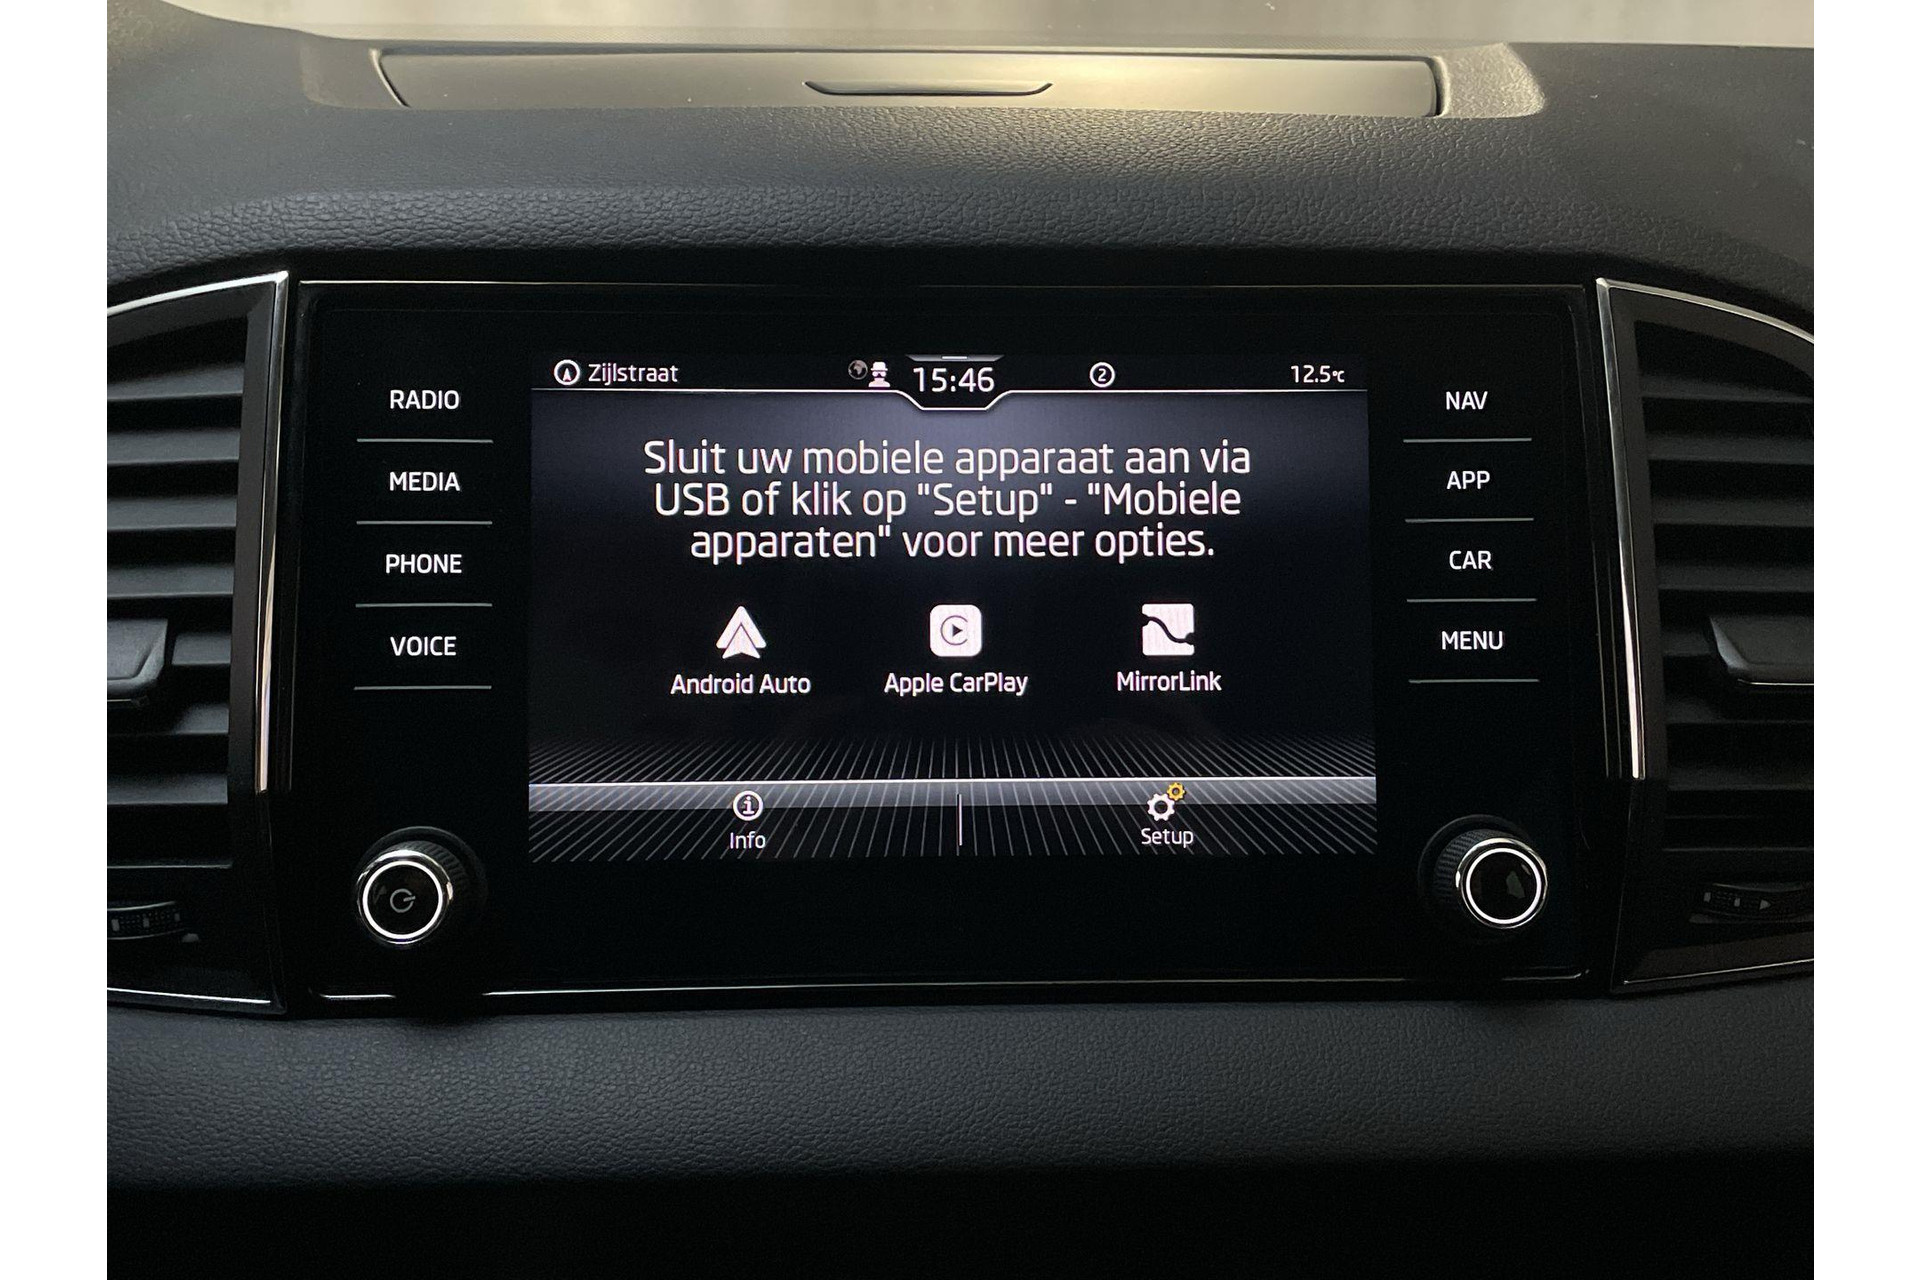 Zijlstraat 15:46 2 12.5°C
RADIO
MEDIA
PHONE
VOICE
Sluit uw mobiele apparaat aan via
USB of klik op "Setup" - "Mobiele
apparaten" voor meer opties.
Android Auto Apple CarPlay MirrorLink
Info Setup
NAV
APP
CAR
MENU